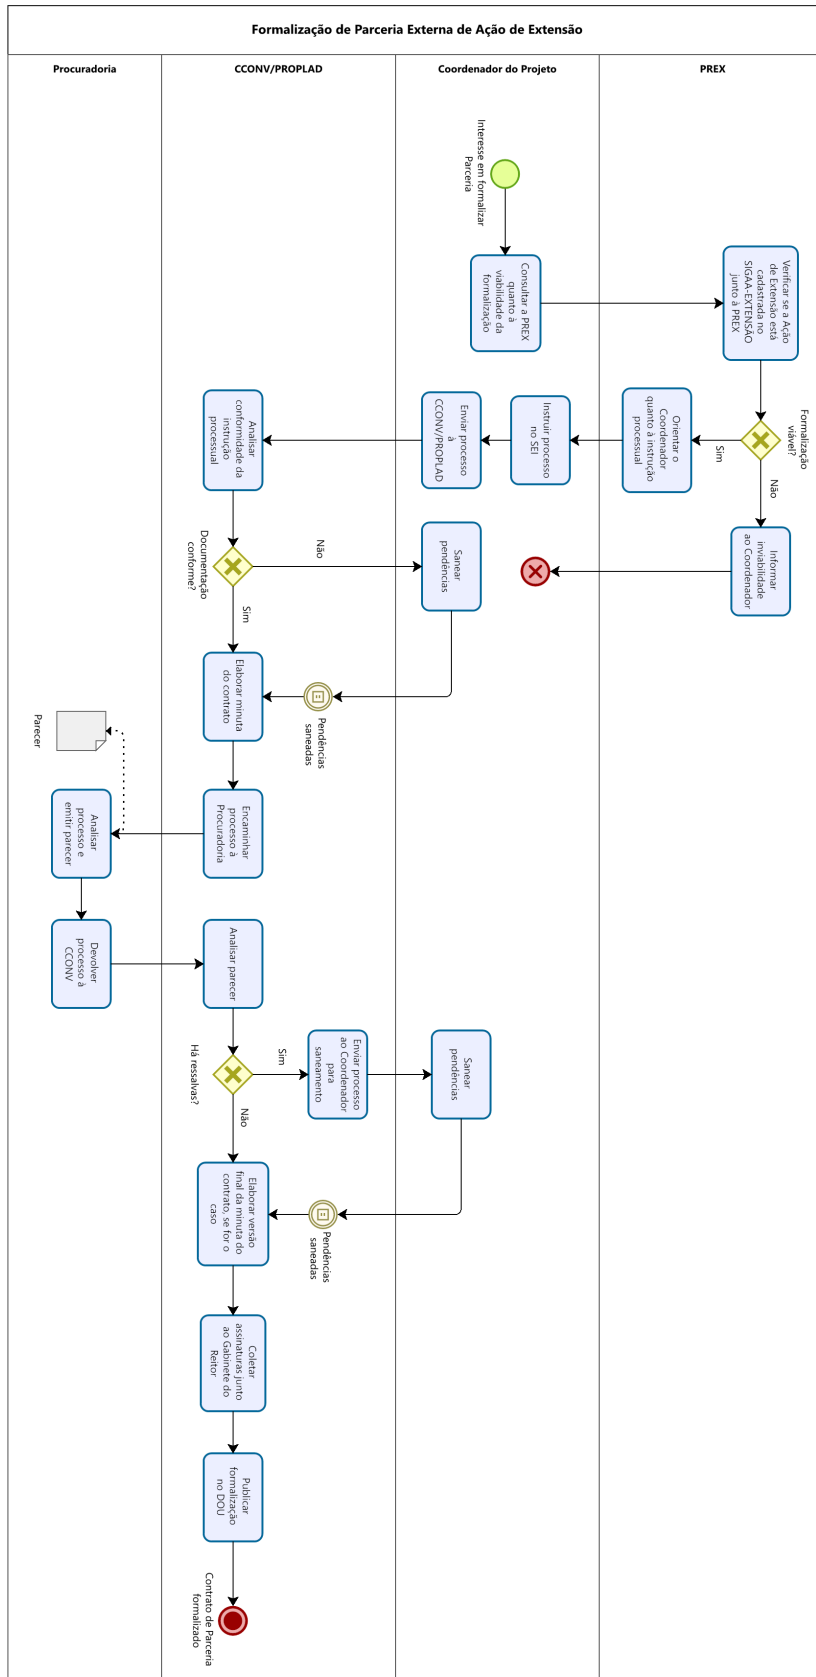 Formalização de Parceria Externa de Ação de Extensão
Procuradoria
CCONV/PROPLAD
Coordenador do Projeto
PREX
Interesse em formalizar
Parceria
Consultar a PREX
quanto à
viabilidade da
formalização
Verificar se a Ação
de Extensão está
cadastrada no
SIGAA-EXTENSÃO
junto à PREX
Formalização
viável?
Sim
Não
Orientar o
Coordenador
quanto à instrução
processual
Informar
inviabilidade
ao Coordenador
Instruir processo
no SEI
Enviar processo
à
CCONV/PROPLAD
Analisar
conformidade da
instrução
processual
Documentação
conforme?
Não
Sim
Sanear
pendências
Pendências
saneadas
Elaborar minuta
do contrato
Encaminhar
processo à
Procuradoria
Parecer
Analisar
processo e
emitir parecer
Devolver
processo à
CCONV
Analisar parecer
Há ressalvas?
Sim
Não
Enviar processo
ao Coordenador
para
saneamento
Sanear
pendências
Pendências
saneadas
Elaborar versão
final da minuta do
contrato, se for o
caso
Coletar
assinaturas junto
ao Gabinete do
Reitor
Publicar
formalização
no DOU
Contrato de Parceria
formalizado